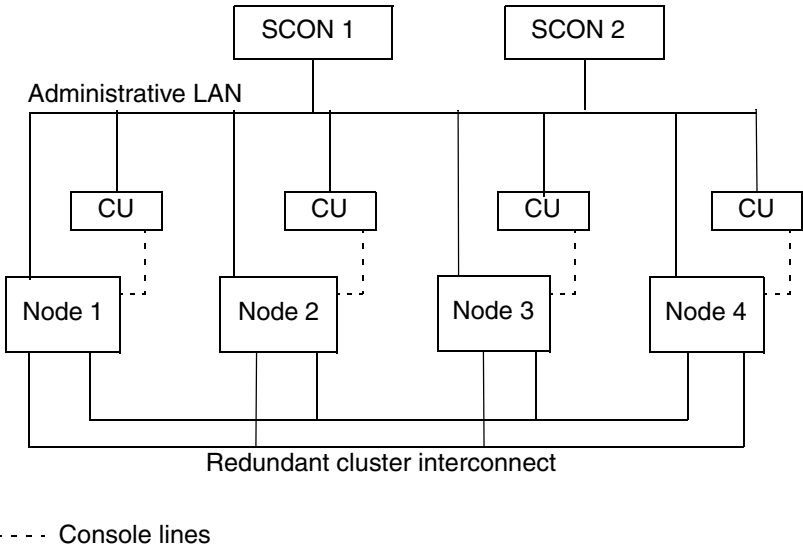 SCON 1
SCON 2
Administrative LAN
CU
CU
CU
CU
Node 1
Node 2
Node 3
Node 4
Redundant cluster interconnect
Console lines